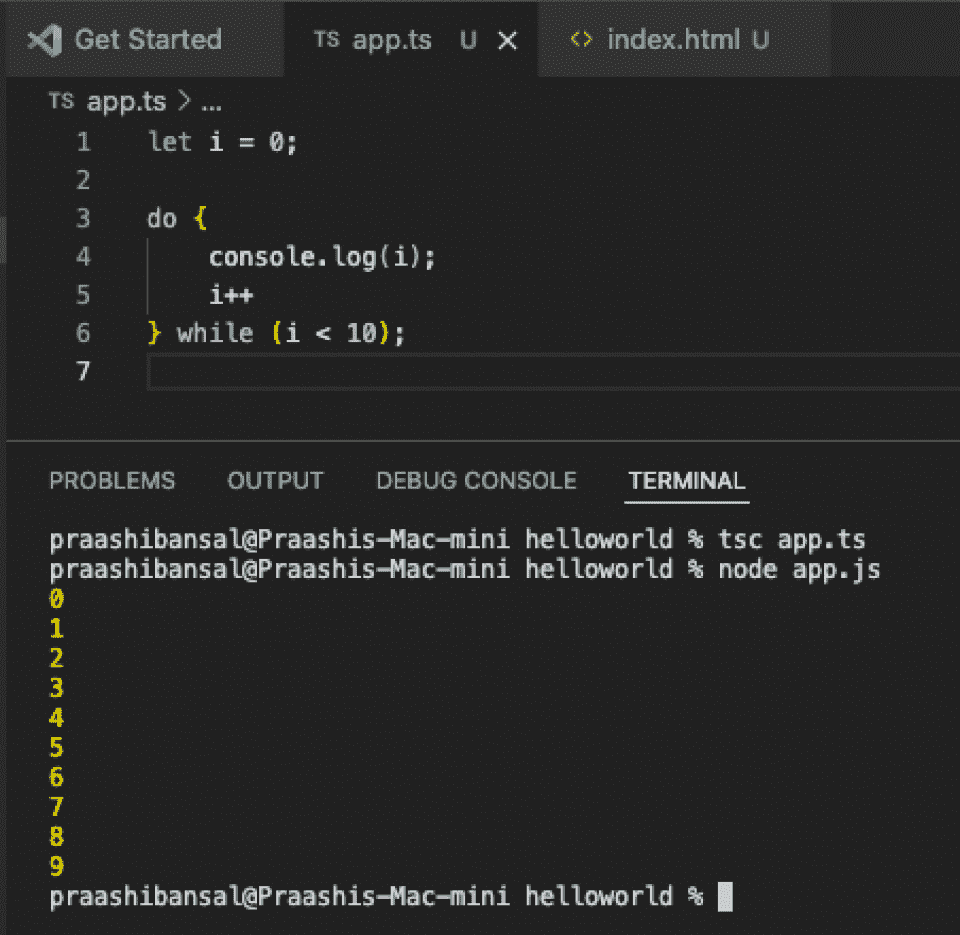 Get Started TS app.ts U × <> index.html U
TS app.ts > ...
1 let i = 0;
2
3 do {
4 console.log(i);
5 i++
6 } while (i < 10);
7
PROBLEMS OUTPUT DEBUG CONSOLE TERMINAL
praashibansal@Praashis-Mac-mini helloworld % tsc app.ts
praashibansal@Praashis-Mac-mini helloworld % node app.js
0
1
2
3
4
5
6
7
8
9
praashibansal@Praashis-Mac-mini helloworld %